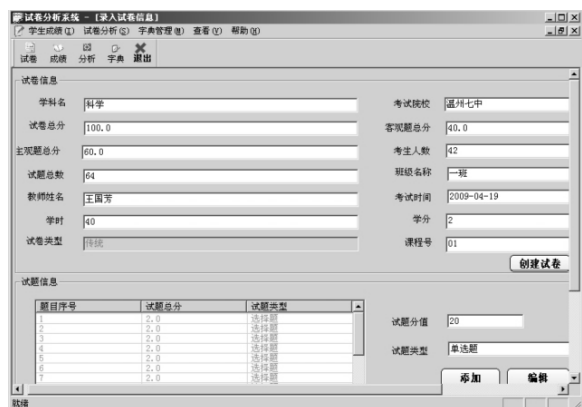 试卷分析系统 - [录入试卷信息]
学生成绩(I) 试卷分析(S) 字典管理(M) 查看(V) 帮助(H)
试卷 成绩 分析 字典 退出
试卷信息
学科名 科学 考试院校 温州七中
试卷总分 100.0 客观题总分 40.0
主观题总分 60.0 考生人数 42
试题总数 64 班级名称 一班
教师姓名 王国芳 考试时间 2009-04-19
学时 40 学分 2
试卷类型 传统 课程号 01
创建试卷
试题信息
题目序号 试题总分 试题类型
1 2.0 选择题
2 2.0 选择题
3 2.0 选择题
4 2.0 选择题
5 2.0 选择题
6 2.0 选择题
7 2.0 选择题
试题分值 20
试题类型 单选题
添加 编辑
就绪